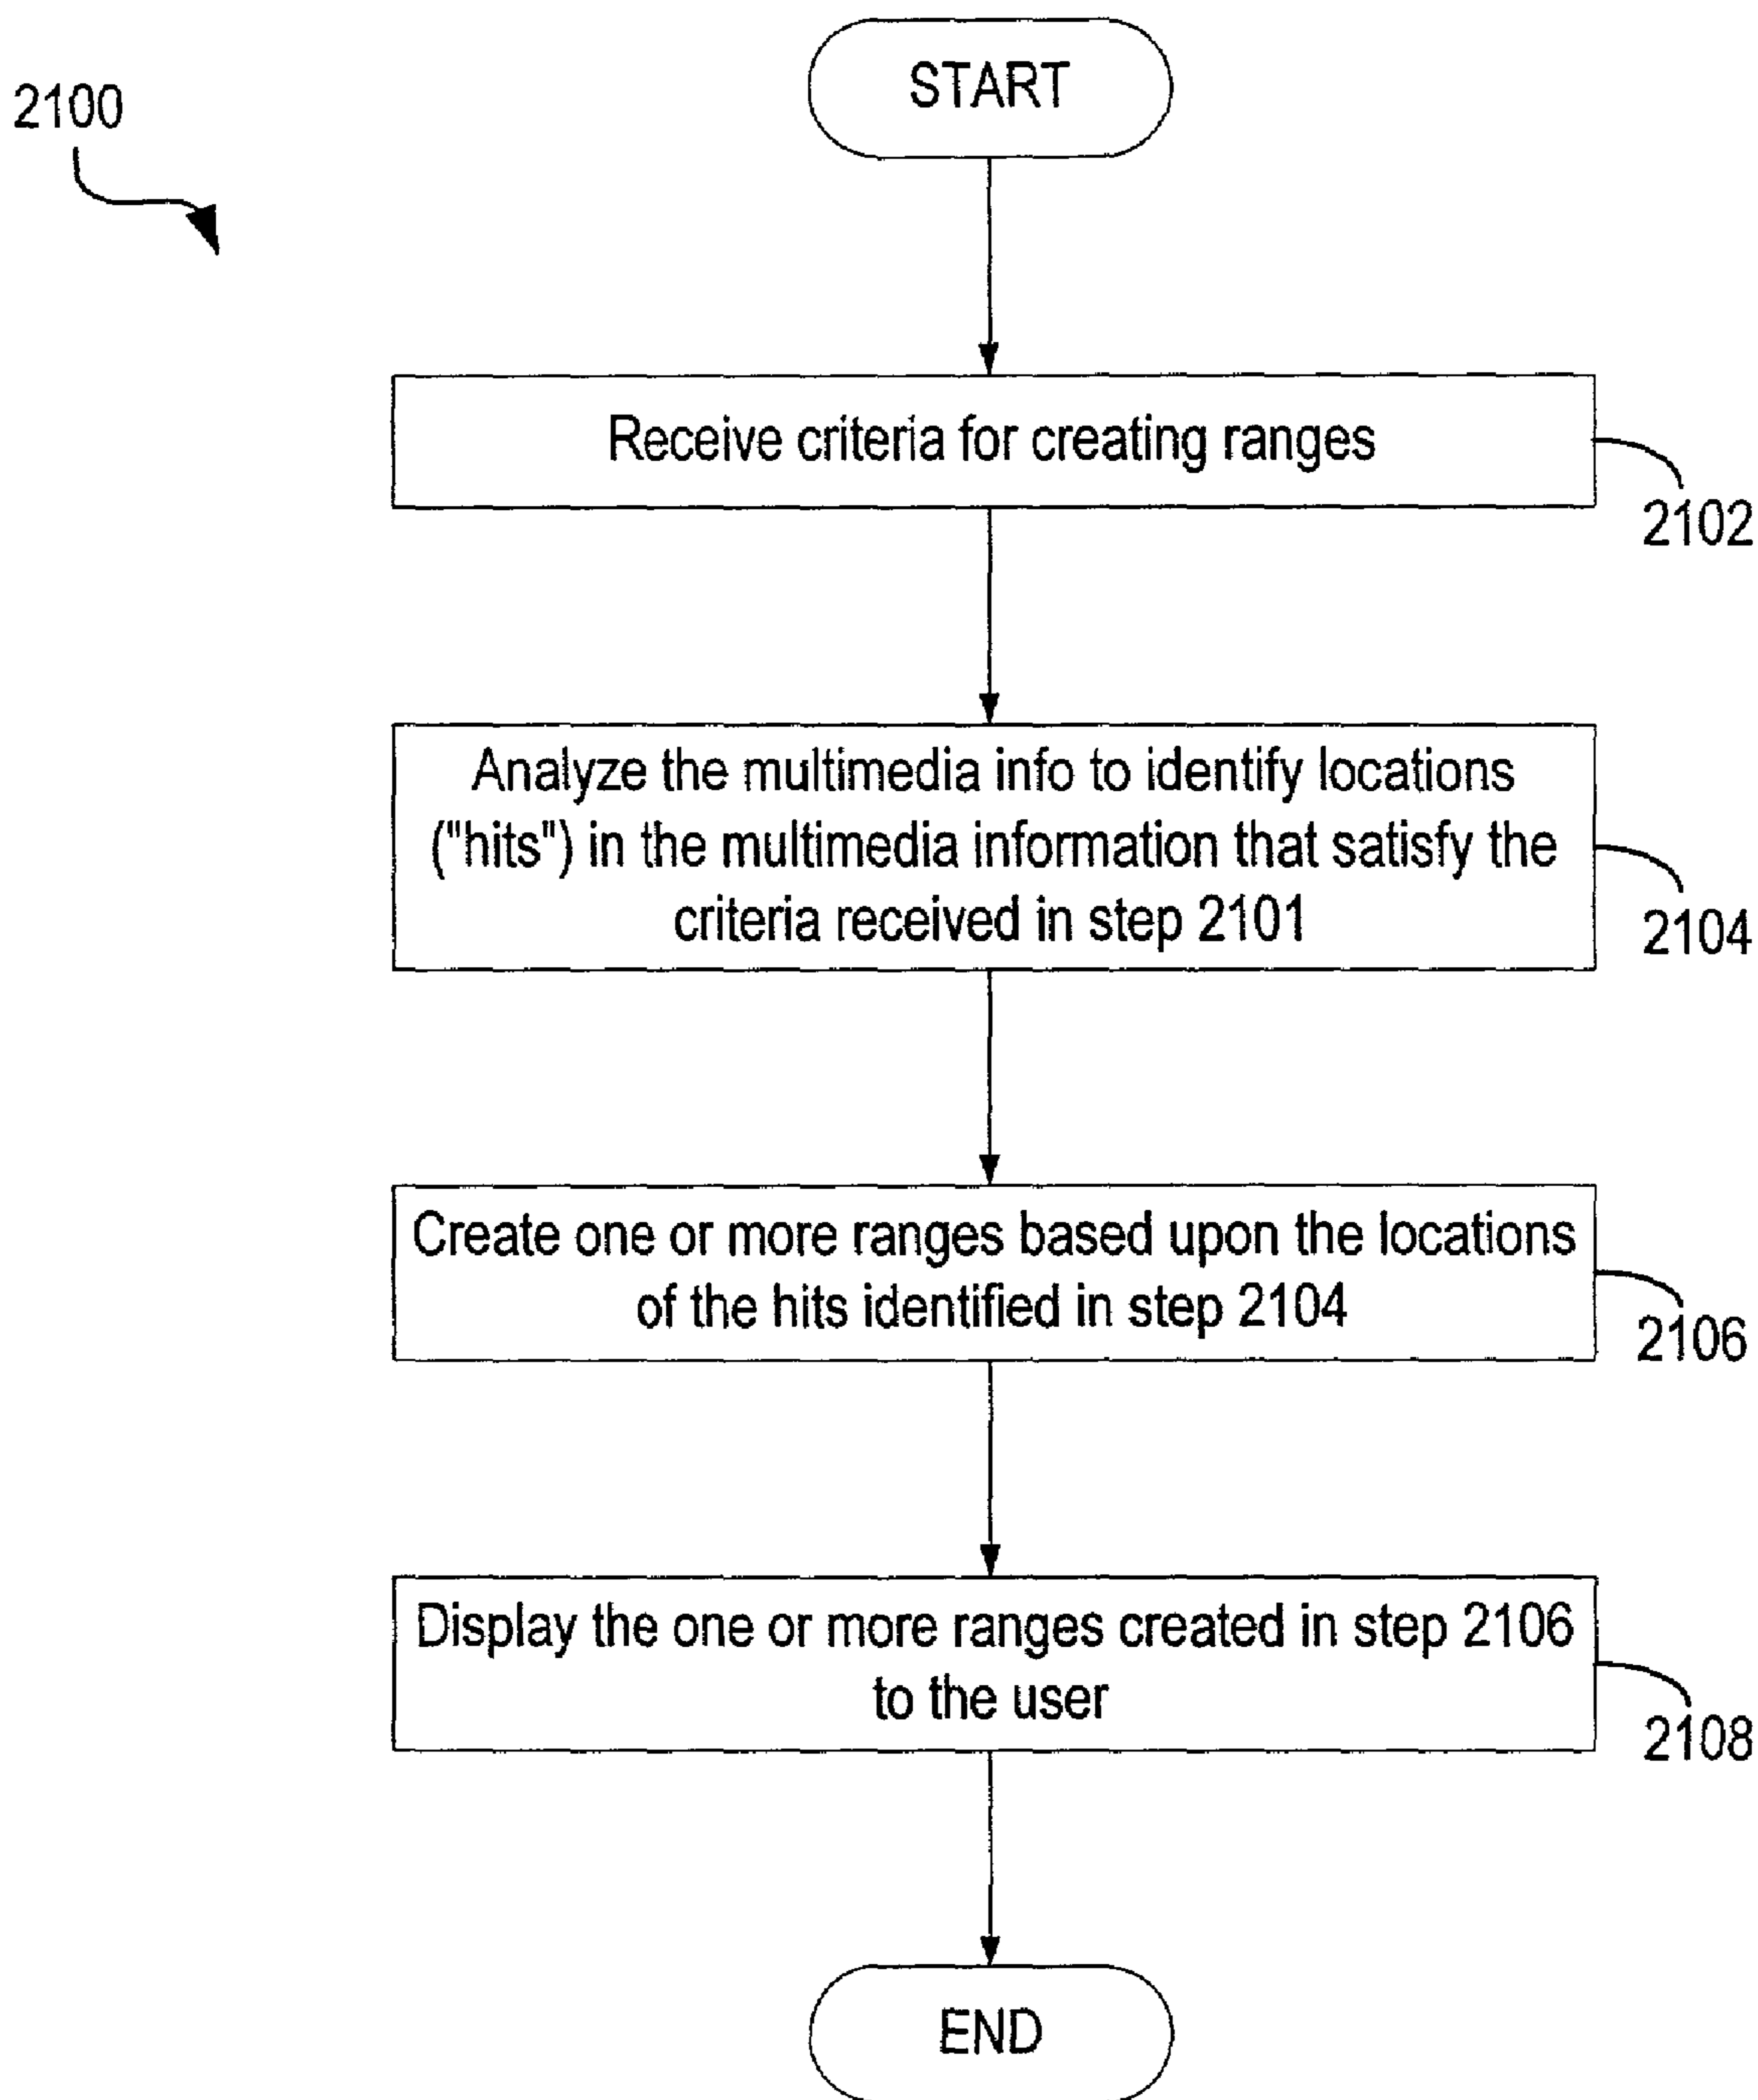 START
2100
Receive criteria for creating ranges
2102
Analyze the multimedia info to identify locations
("hits") in the multimedia information that satisfy the
criteria received in step 2101
2104
Create one or more ranges based upon the locations
of the hits identified in step 2104
2106
Display the one or more ranges created in step 2106
to the user
2108
END